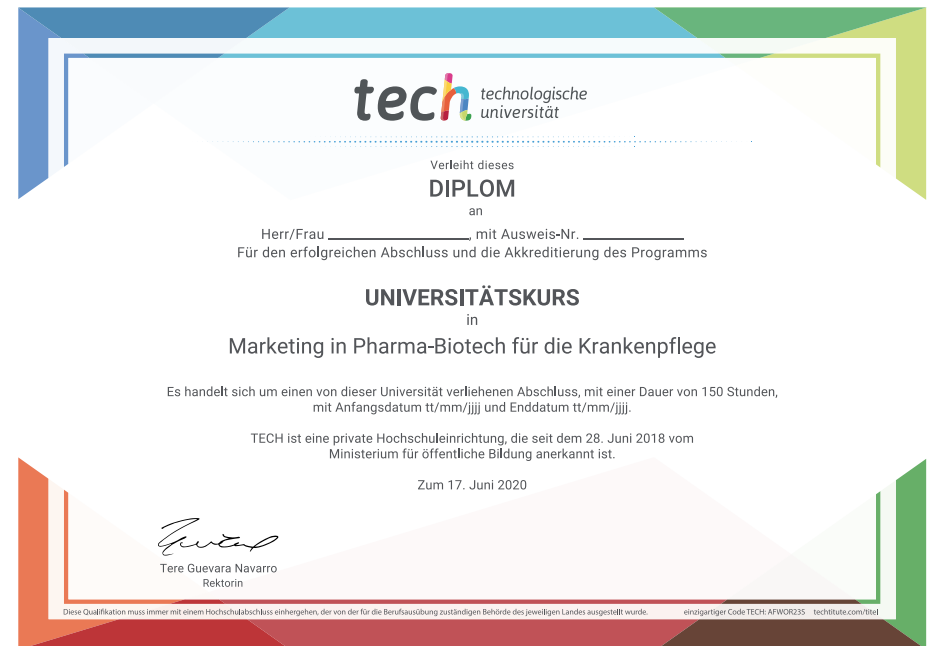 tech technologische
universität
Verleiht dieses
DIPLOM
an
Herr/Frau ____________, mit Ausweis-Nr. ____________
Für den erfolgreichen Abschluss und die Akkreditierung des Programms
UNIVERSITÄTSKURS
in
Marketing in Pharma-Biotech für die Krankenpflege
Es handelt sich um einen von dieser Universität verliehenen Abschluss, mit einer Dauer von 150 Stunden,
mit Anfangsdatum tt/mm/jjjj und Enddatum tt/mm/jjjj.
TECH ist eine private Hochschuleinrichtung, die seit dem 28. Juni 2018 vom
Ministerium für öffentliche Bildung anerkannt ist.
Zum 17. Juni 2020
Tere Guevara Navarro
Rektorin
Diese Qualifikation muss immer mit einem Hochschulabschluss einhergehen, der von der für die Berufsausübung zuständigen Behörde des jeweiligen Landes ausgestellt wurde. einzigartiger Code TECH: AFWOR23S techtitute.com/titel